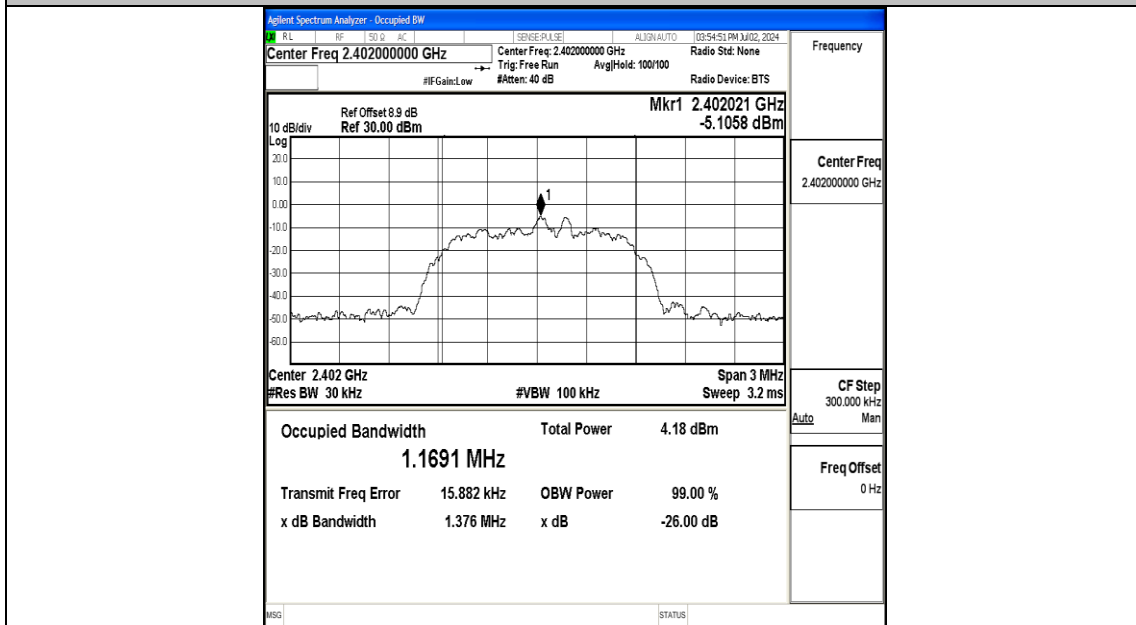 Agilent Spectrum Analyzer - Occupied BW
RL RF 50 Ω AC SENSE:PULSE ALIGNAUTO 03:54:51 PM Jul 02, 2024
Center Freq 2.402000000 GHz
Center Freq: 2.402000000 GHz
Radio Std: None
Trig: Free Run
Avg|Hold: 100/100
#IFGain:Low
#Atten: 40 dB
Radio Device: BTS
Frequency
Ref Offset 8.9 dB
Mkr1 2.402021 GHz
10 dB/div
Ref 30.00 dBm
-5.1058 dBm
Log
20.0
10.0
0.00
-10.0
-20.0
-30.0
-40.0
-50.0
-60.0
1
Center 2.402 GHz
Span 3 MHz
#Res BW 30 kHz
#VBW 100 kHz
Sweep 3.2 ms
Center Freq
2.402000000 GHz
CF Step
300.000 kHz
Auto Man
Freq Offset
0 Hz
Occupied Bandwidth
Total Power 4.18 dBm
1.1691 MHz
Transmit Freq Error 15.882 kHz
OBW Power 99.00 %
x dB Bandwidth 1.376 MHz
x dB -26.00 dB
MSG
STATUS